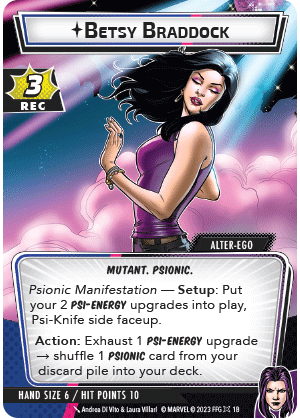 BETSY BRADDOCK
3
REC
ALTER-EGO
MUTANT. PSIONIC.
Psionic Manifestation — Setup: Put
your 2 PSI-ENERGY upgrades into play,
Psi-Knife side faceup.
Action: Exhaust 1 PSI-ENERGY upgrade
→ shuffle 1 PSIONIC card from your
discard pile into your deck.
HAND SIZE 6 / HIT POINTS 10
Andrea Di Vito & Laura Villari © MARVEL © 2023 FFG 18